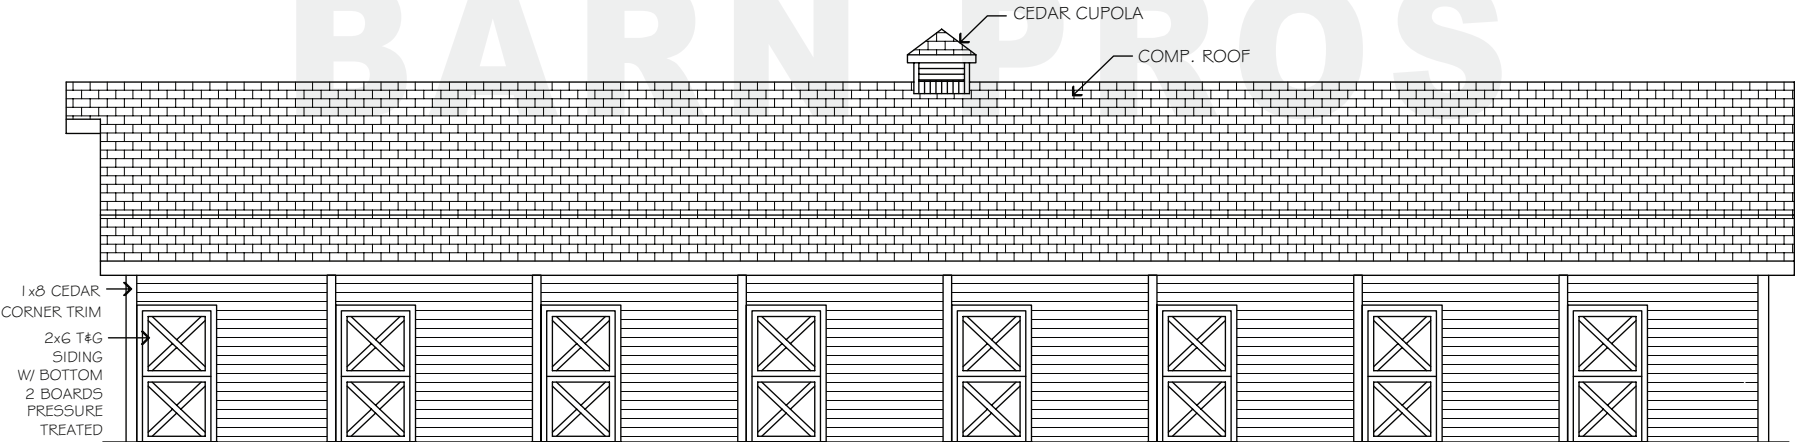 BARN PROS
CEDAR CUPOLA
COMP. ROOF
1x8 CEDAR
CORNER TRIM
2x6 T&G
SIDING
W/ BOTTOM
2 BOARDS
PRESSURE
TREATED